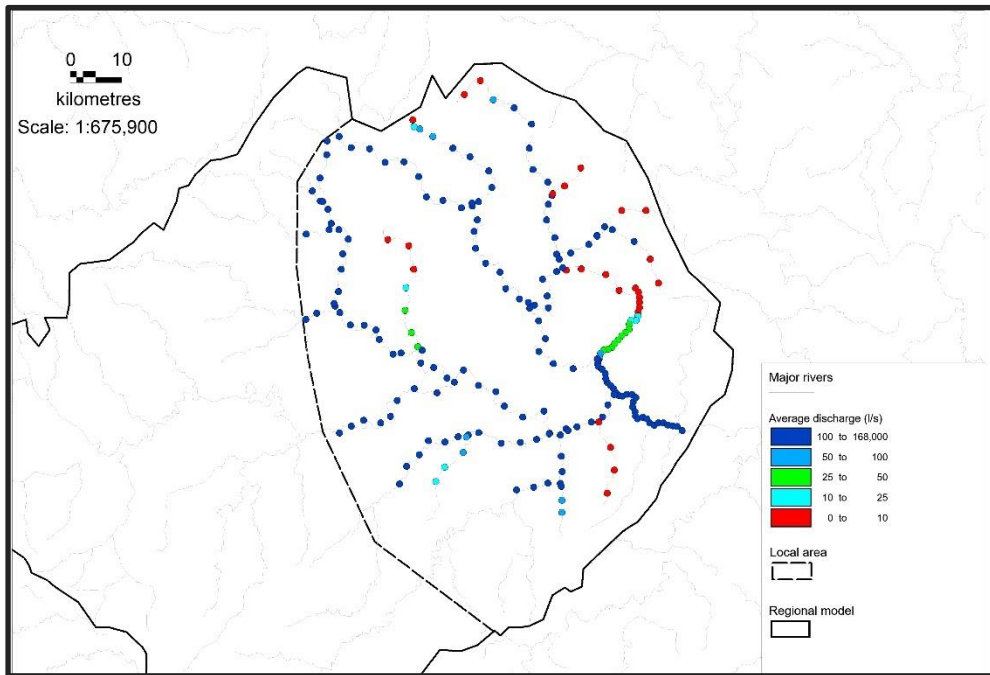 0 10
kilometres
Scale: 1:675,900
Major rivers
Average discharge (l/s)
100 to 168,000
50 to 100
25 to 50
10 to 25
0 to 10
Local area
Regional model